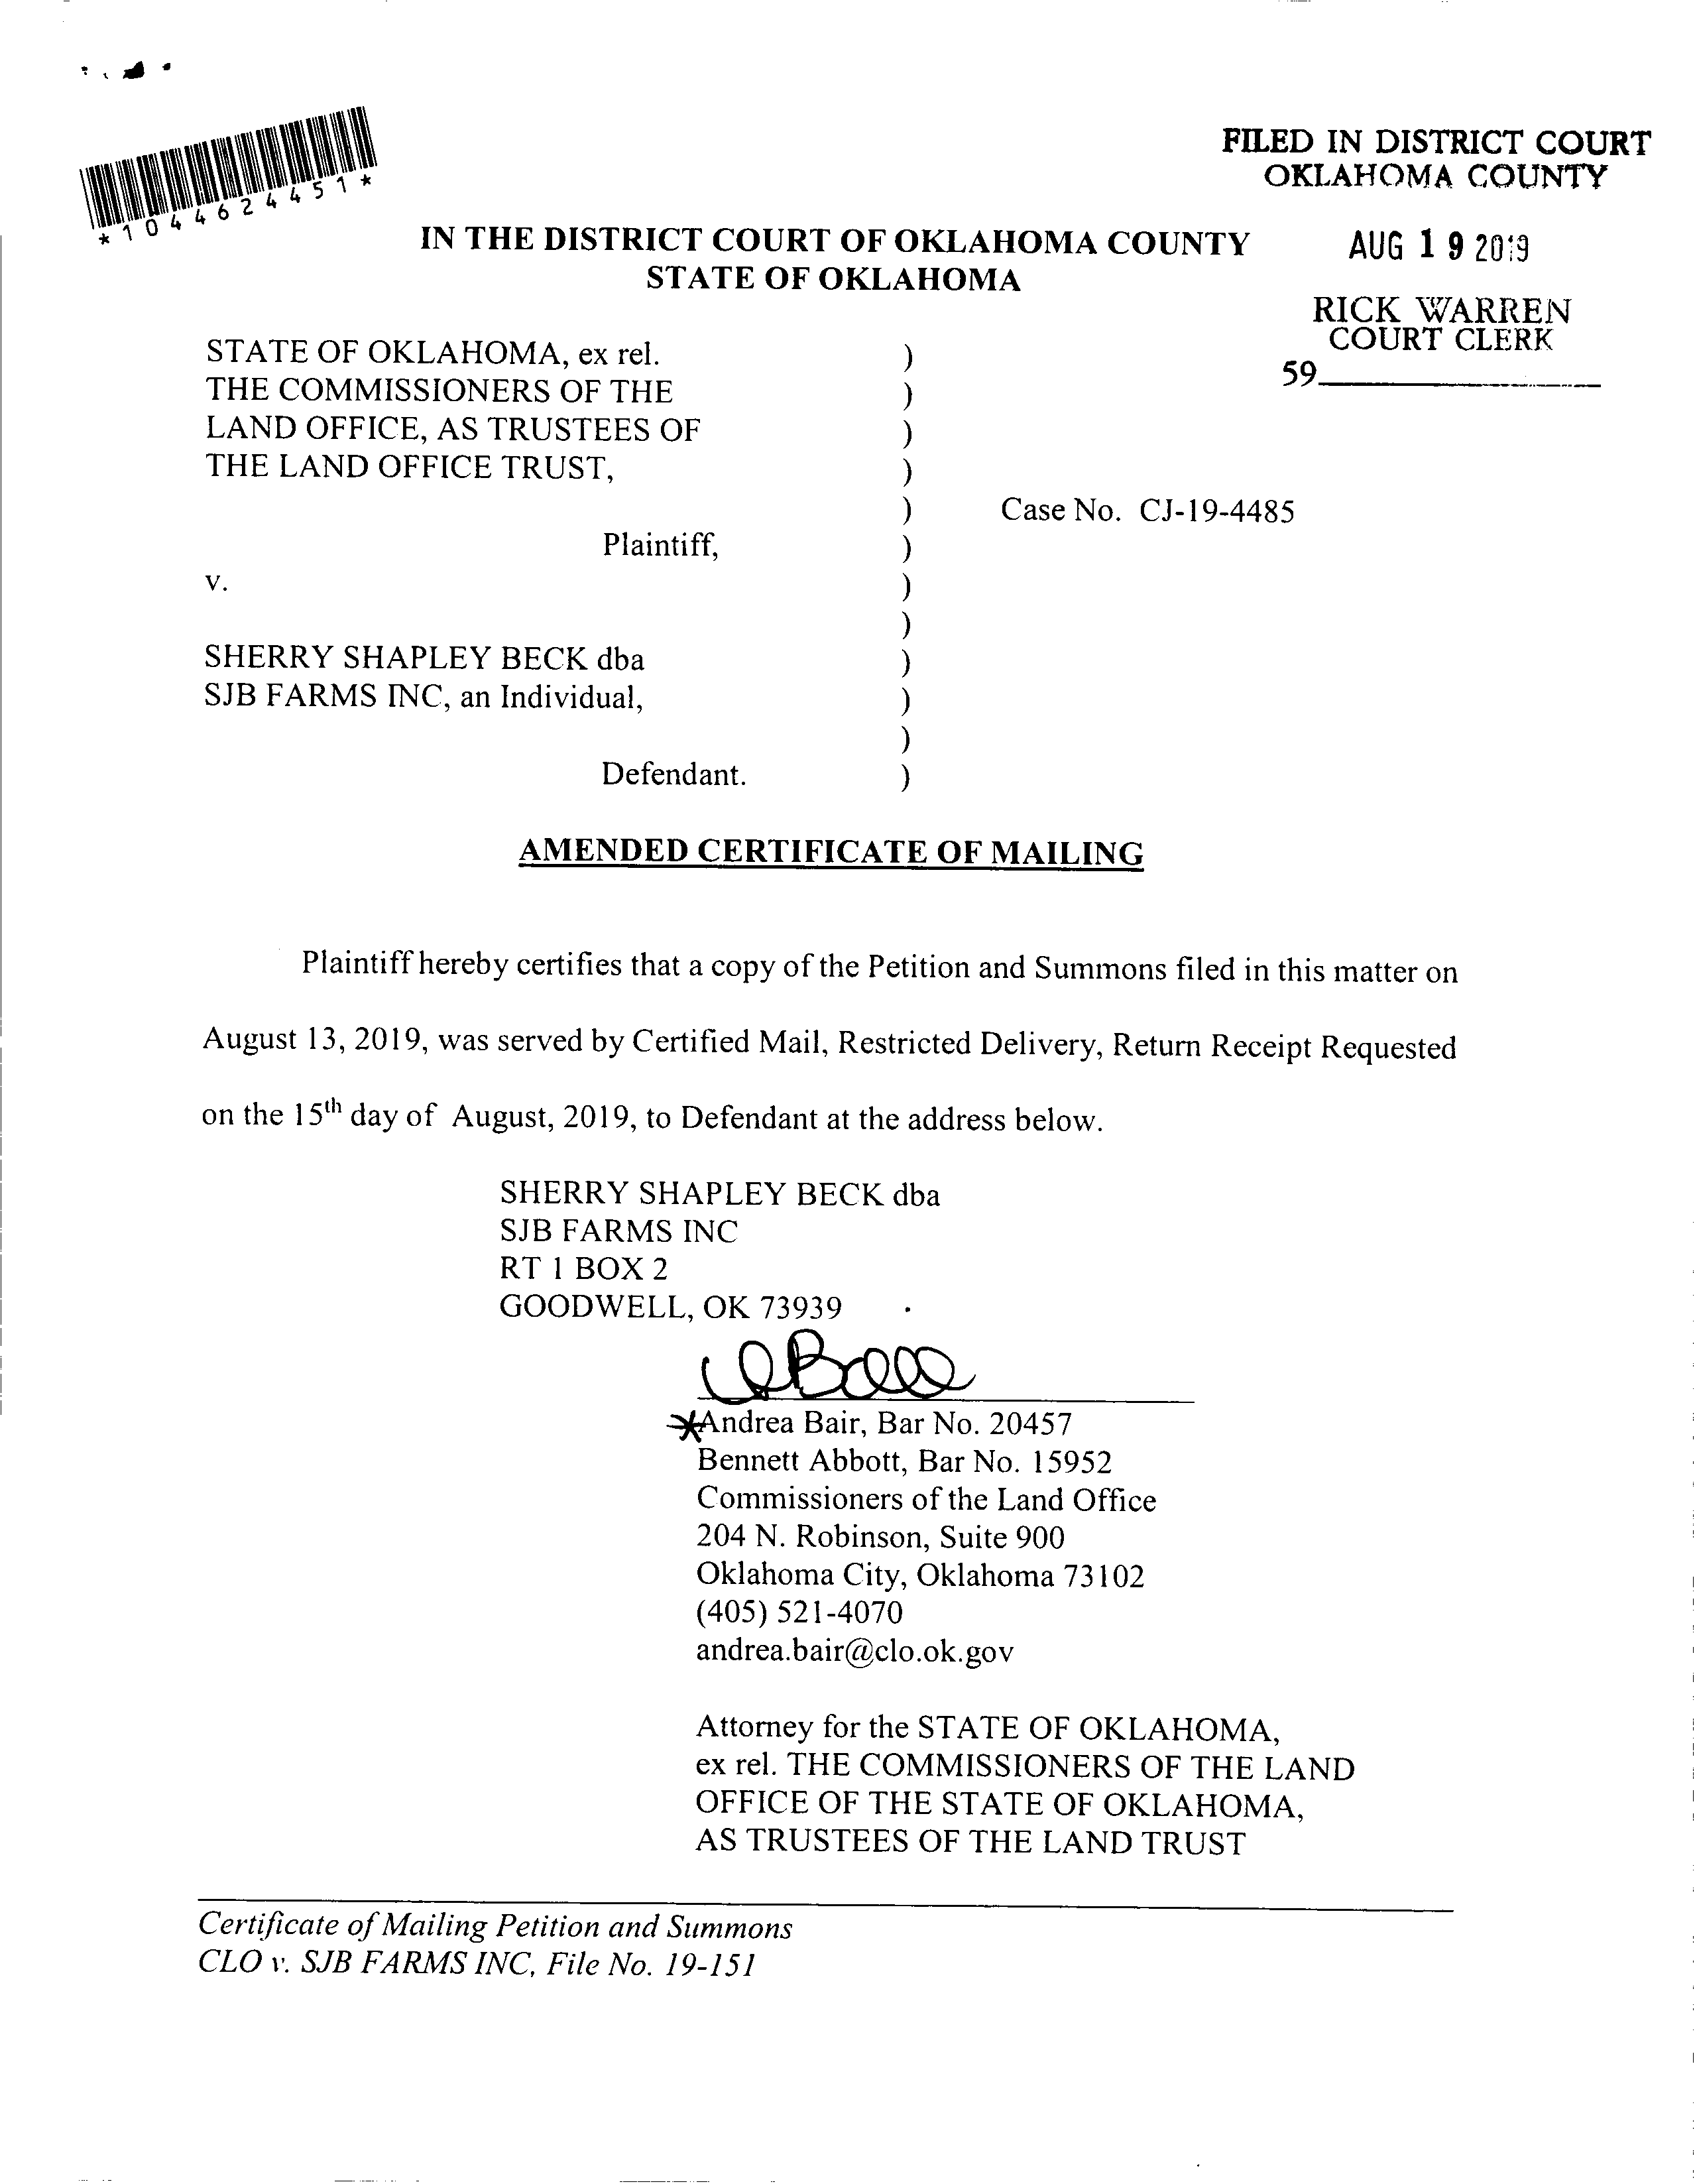 *1044624451*
FILED IN DISTRICT COURT
OKLAHOMA COUNTY
AUG 19 2019
RICK WARREN
COURT CLERK
59
IN THE DISTRICT COURT OF OKLAHOMA COUNTY
STATE OF OKLAHOMA
STATE OF OKLAHOMA, ex rel. )
THE COMMISSIONERS OF THE )
LAND OFFICE, AS TRUSTEES OF )
THE LAND OFFICE TRUST, )
) Case No. CJ-19-4485
Plaintiff, )
v. )
)
SHERRY SHAPLEY BECK dba )
SJB FARMS INC, an Individual, )
)
Defendant. )
AMENDED CERTIFICATE OF MAILING
Plaintiff hereby certifies that a copy of the Petition and Summons filed in this matter on
August 13, 2019, was served by Certified Mail, Restricted Delivery, Return Receipt Requested
on the 15th day of August, 2019, to Defendant at the address below.
SHERRY SHAPLEY BECK dba
SJB FARMS INC
RT 1 BOX 2
GOODWELL, OK 73939
*Andrea Bair, Bar No. 20457
Bennett Abbott, Bar No. 15952
Commissioners of the Land Office
204 N. Robinson, Suite 900
Oklahoma City, Oklahoma 73102
(405) 521-4070
andrea.bair@clo.ok.gov
Attorney for the STATE OF OKLAHOMA,
ex rel. THE COMMISSIONERS OF THE LAND
OFFICE OF THE STATE OF OKLAHOMA,
AS TRUSTEES OF THE LAND TRUST
Certificate of Mailing Petition and Summons
CLO v. SJB FARMS INC, File No. 19-151